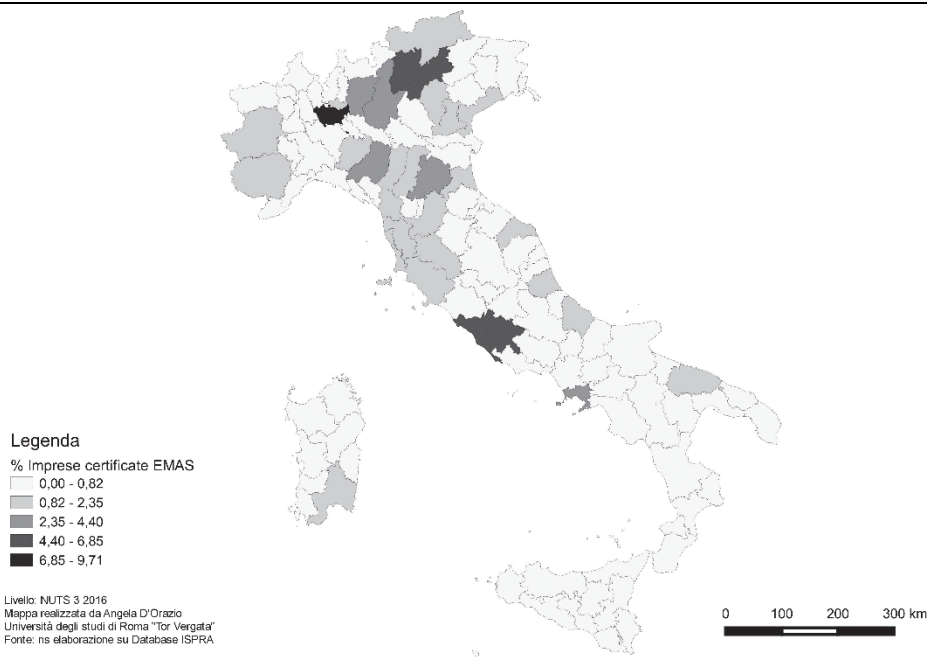 Legenda
% Imprese certificate EMAS
0,00 - 0,82
0,82 - 2,35
2,35 - 4,40
4,40 - 6,85
6,85 - 9,71
Livello: NUTS 3 2016
Mappa realizzata da Angela D'Orazio
Università degli studi di Roma "Tor Vergata"
Fonte: ns elaborazione su Database ISPRA
0 100 200 300 km